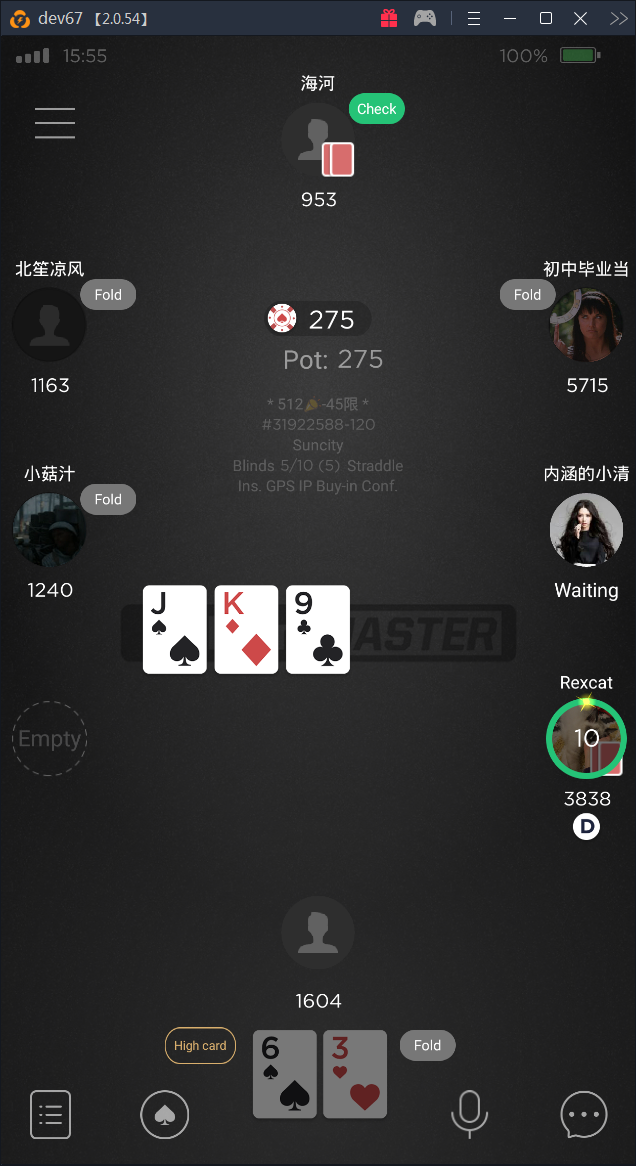 dev67 【2.0.54】
15:55
100%
海河
Check
953
北笙凉风
Fold
1163
初中毕业当
Fold
5715
275
Pot: 275
* 512🌽-45限 *
#31922588-120
Suncity
Blinds 5/10 (5) Straddle
Ins. GPS IP Buy-in Conf.
小菇汁
Fold
1240
内涵的小清
Waiting
J
K
9
ASTER
Rexcat
10
3838
D
Empty
1604
High card
6
3
Fold